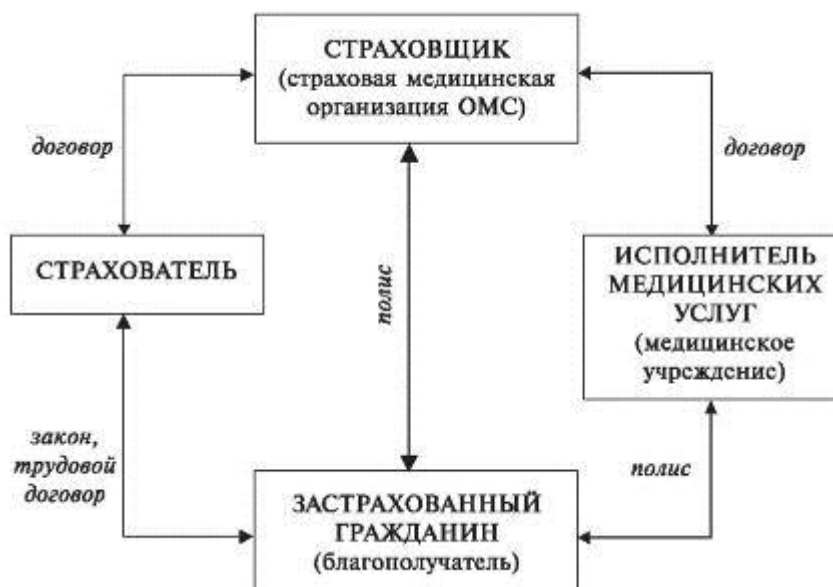 СТРАХОВЩИК
(страховая медицинская
организация ОМС)
договор
договор
СТРАХОВАТЕЛЬ
полис
ИСПОЛНИТЕЛЬ
МЕДИЦИНСКИХ
УСЛУГ
(медицинское
учреждение)
закон,
трудовой
договор
полис
ЗАСТРАХОВАННЫЙ
ГРАЖДАНИН
(благополучатель)